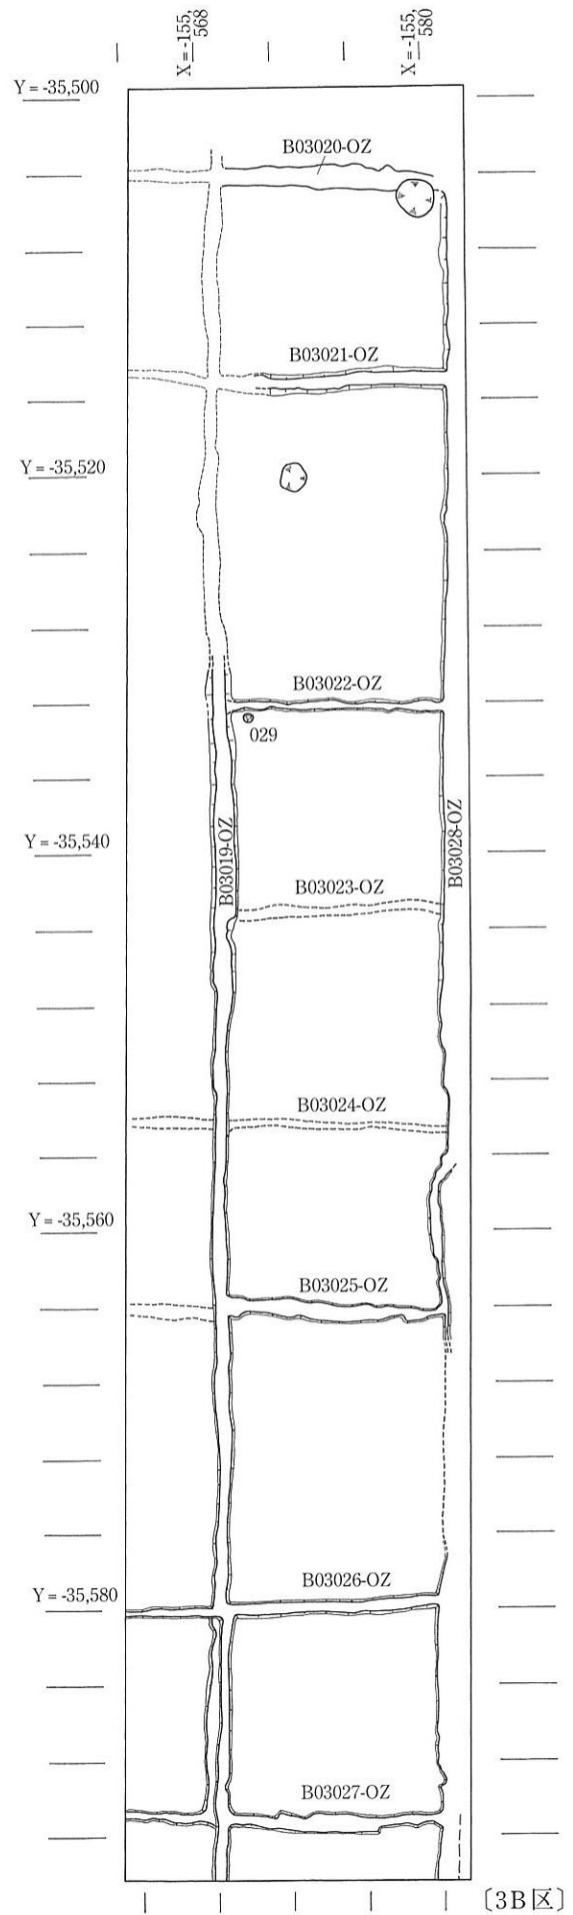 X = -155,
568
X = -155,
580
Y = -35,500
B03020-OZ
B03021-OZ
Y = -35,520
B03022-OZ
029
Y = -35,540
B03019-OZ
B03028-OZ
B03023-OZ
B03024-OZ
Y = -35,560
B03025-OZ
B03026-OZ
Y = -35,580
B03027-OZ
〔3B区〕